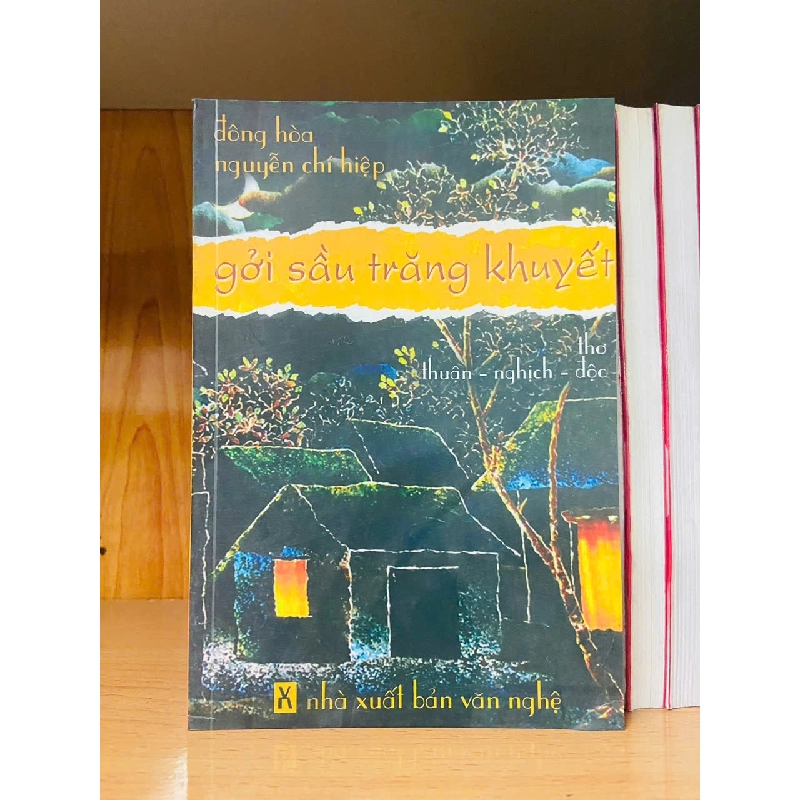 đông hòa
nguyễn chí hiệp
gởi sầu trăng khuyết
thơ
thuận - nghịch - độc
nhà xuất bản văn nghệ